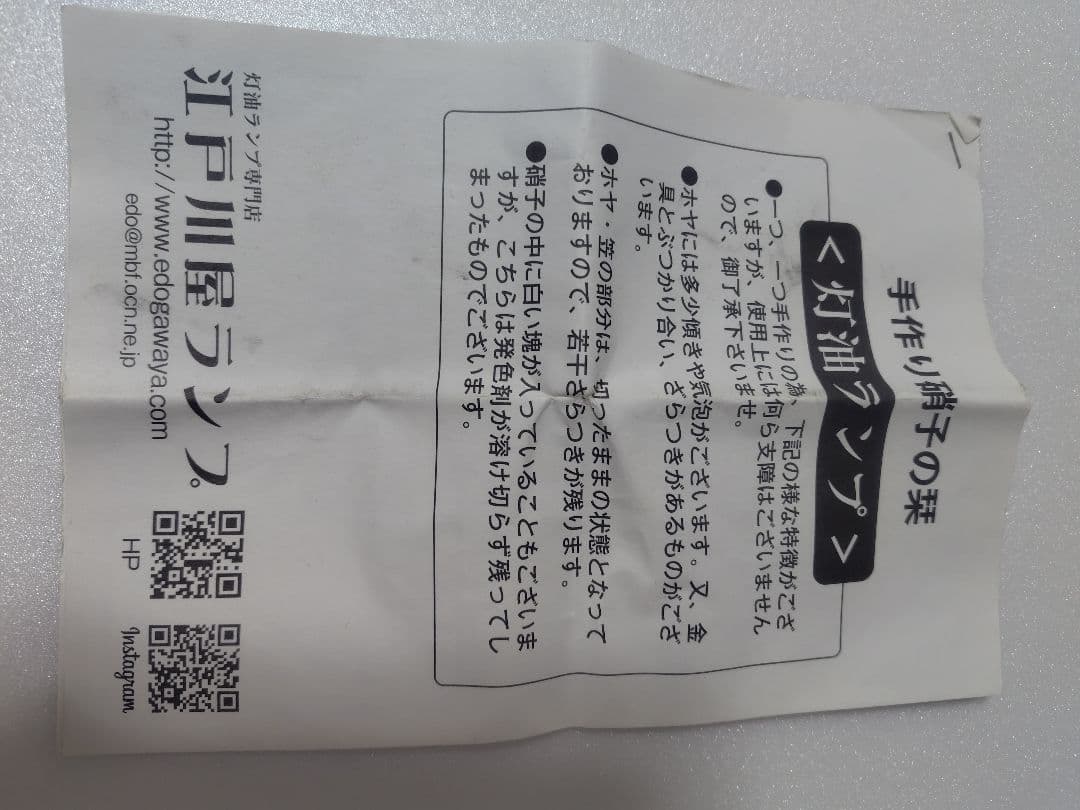 手作り硝子の栞
<灯油ランプ>
●一つ、一つ手作りの為、下記の様な特徴がござ
いますが、使用上には何ら支障はございません
ので、御了承下さいませ。
●ホヤには多少傾きや気泡がございます。又、金
具とぶつかり合い、ざらつきがあるものがござ
います。
●ホヤ・笠の部分は、切ったままの状態となって
おりますので、若干ざらつきが残ります。
●硝子の中に白い塊が入っていることもございま
すが、こちらは発色剤が溶け切らず残ってし
まったものでございます。
灯油ランプ専門店
江戸川屋ランプ。
http://www.edogawaya.com
edo@mbf.ocn.ne.jp
HP
Instagram